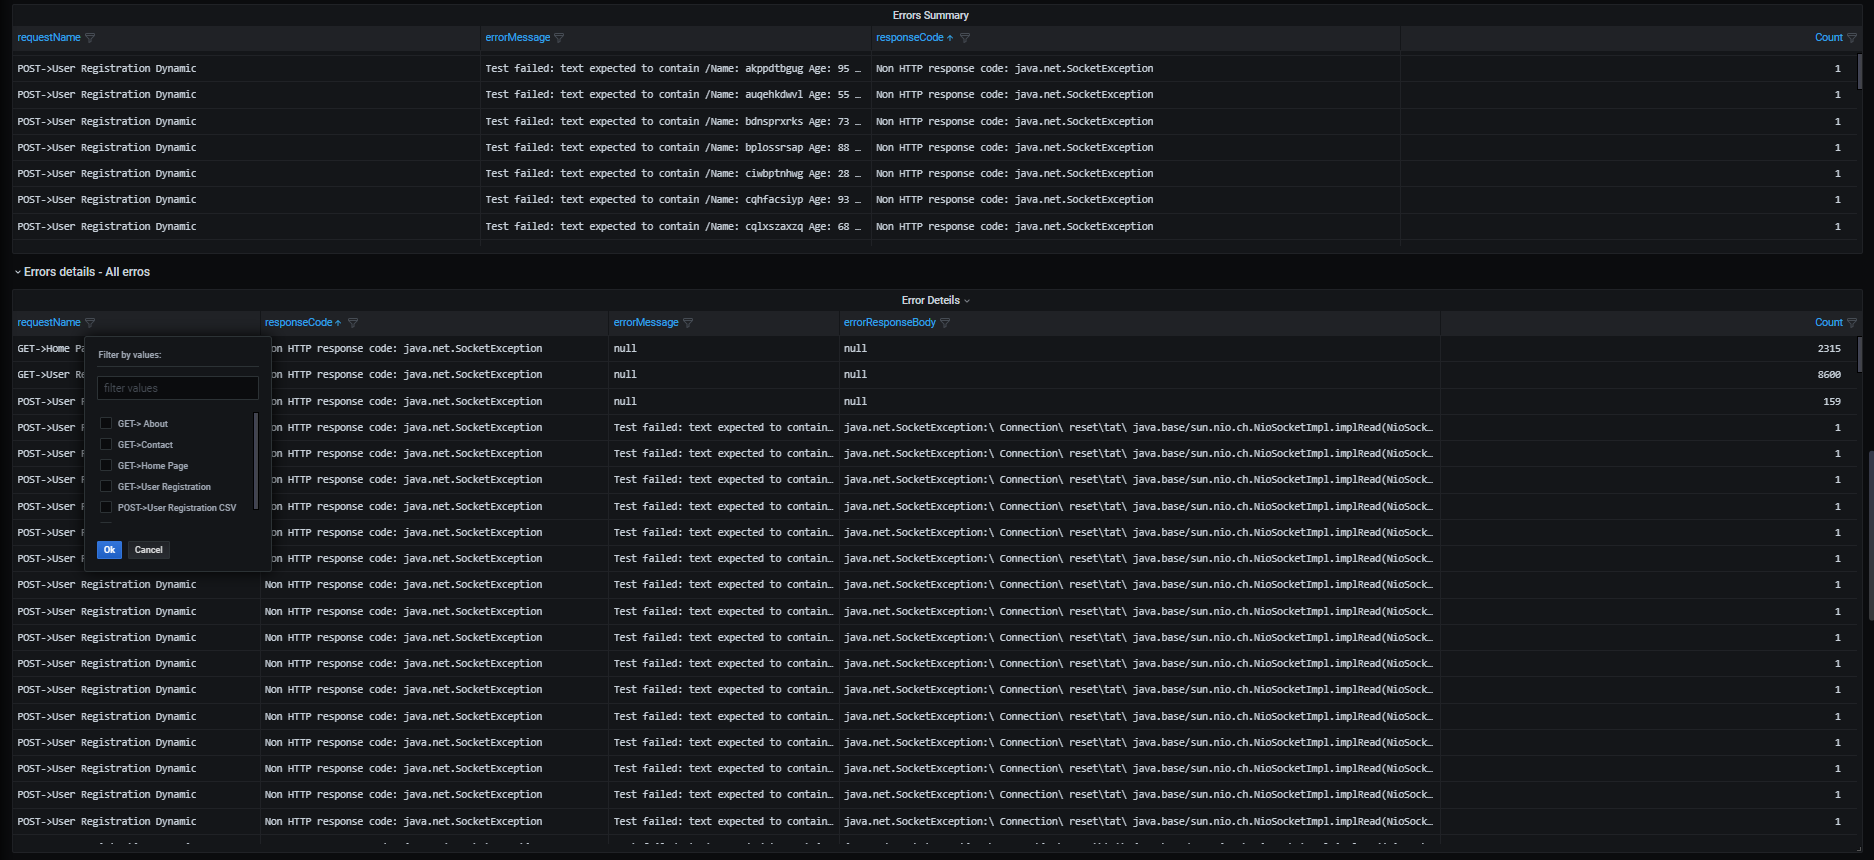 Errors Summary
requestName errorMessage responseCode ↑ Count
POST->User Registration Dynamic Test failed: text expected to contain /Name: akppdtbgug Age: 95 … Non HTTP response code: java.net.SocketException 1
POST->User Registration Dynamic Test failed: text expected to contain /Name: auqehkdwvl Age: 55 … Non HTTP response code: java.net.SocketException 1
POST->User Registration Dynamic Test failed: text expected to contain /Name: bdnsprxrks Age: 73 … Non HTTP response code: java.net.SocketException 1
POST->User Registration Dynamic Test failed: text expected to contain /Name: bplossrsap Age: 88 … Non HTTP response code: java.net.SocketException 1
POST->User Registration Dynamic Test failed: text expected to contain /Name: ciwbptnhwg Age: 28 … Non HTTP response code: java.net.SocketException 1
POST->User Registration Dynamic Test failed: text expected to contain /Name: cqhfacsiyp Age: 93 … Non HTTP response code: java.net.SocketException 1
POST->User Registration Dynamic Test failed: text expected to contain /Name: cqlxszaxzq Age: 68 … Non HTTP response code: java.net.SocketException 1
Errors details - All erros
Error Deteils
requestName responseCode ↑ errorMessage errorResponseBody Count
GET->Home Pa on HTTP response code: java.net.SocketException null null 2315
GET->User Re on HTTP response code: java.net.SocketException null null 8600
POST->User on HTTP response code: java.net.SocketException null null 159
POST->User on HTTP response code: java.net.SocketException Test failed: text expected to contain… java.net.SocketException:\ Connection\ reset\tat\ java.base/sun.nio.ch.NioSocketImpl.implRead(NioSock… 1
POST->User on HTTP response code: java.net.SocketException Test failed: text expected to contain… java.net.SocketException:\ Connection\ reset\tat\ java.base/sun.nio.ch.NioSocketImpl.implRead(NioSock… 1
POST->User on HTTP response code: java.net.SocketException Test failed: text expected to contain… java.net.SocketException:\ Connection\ reset\tat\ java.base/sun.nio.ch.NioSocketImpl.implRead(NioSock… 1
POST->User on HTTP response code: java.net.SocketException Test failed: text expected to contain… java.net.SocketException:\ Connection\ reset\tat\ java.base/sun.nio.ch.NioSocketImpl.implRead(NioSock… 1
POST->User on HTTP response code: java.net.SocketException Test failed: text expected to contain… java.net.SocketException:\ Connection\ reset\tat\ java.base/sun.nio.ch.NioSocketImpl.implRead(NioSock… 1
POST->User on HTTP response code: java.net.SocketException Test failed: text expected to contain… java.net.SocketException:\ Connection\ reset\tat\ java.base/sun.nio.ch.NioSocketImpl.implRead(NioSock… 1
Filter by values:
filter values
GET-> About
GET->Contact
GET->Home Page
GET->User Registration
POST->User Registration CSV
Ok Cancel
POST->User Registration Dynamic Non HTTP response code: java.net.SocketException Test failed: text expected to contain… java.net.SocketException:\ Connection\ reset\tat\ java.base/sun.nio.ch.NioSocketImpl.implRead(NioSock… 1
POST->User Registration Dynamic Non HTTP response code: java.net.SocketException Test failed: text expected to contain… java.net.SocketException:\ Connection\ reset\tat\ java.base/sun.nio.ch.NioSocketImpl.implRead(NioSock… 1
POST->User Registration Dynamic Non HTTP response code: java.net.SocketException Test failed: text expected to contain… java.net.SocketException:\ Connection\ reset\tat\ java.base/sun.nio.ch.NioSocketImpl.implRead(NioSock… 1
POST->User Registration Dynamic Non HTTP response code: java.net.SocketException Test failed: text expected to contain… java.net.SocketException:\ Connection\ reset\tat\ java.base/sun.nio.ch.NioSocketImpl.implRead(NioSock… 1
POST->User Registration Dynamic Non HTTP response code: java.net.SocketException Test failed: text expected to contain… java.net.SocketException:\ Connection\ reset\tat\ java.base/sun.nio.ch.NioSocketImpl.implRead(NioSock… 1
POST->User Registration Dynamic Non HTTP response code: java.net.SocketException Test failed: text expected to contain… java.net.SocketException:\ Connection\ reset\tat\ java.base/sun.nio.ch.NioSocketImpl.implRead(NioSock… 1
POST->User Registration Dynamic Non HTTP response code: java.net.SocketException Test failed: text expected to contain… java.net.SocketException:\ Connection\ reset\tat\ java.base/sun.nio.ch.NioSocketImpl.implRead(NioSock… 1
POST->User Registration Dynamic Non HTTP response code: java.net.SocketException Test failed: text expected to contain… java.net.SocketException:\ Connection\ reset\tat\ java.base/sun.nio.ch.NioSocketImpl.implRead(NioSock… 1
POST->User Registration Dynamic Non HTTP response code: java.net.SocketException Test failed: text expected to contain… java.net.SocketException:\ Connection\ reset\tat\ java.base/sun.nio.ch.NioSocketImpl.implRead(NioSock… 1
POST->User Registration Dynamic Non HTTP response code: java.net.SocketException Test failed: text expected to contain… java.net.SocketException:\ Connection\ reset\tat\ java.base/sun.nio.ch.NioSocketImpl.implRead(NioSock… 1